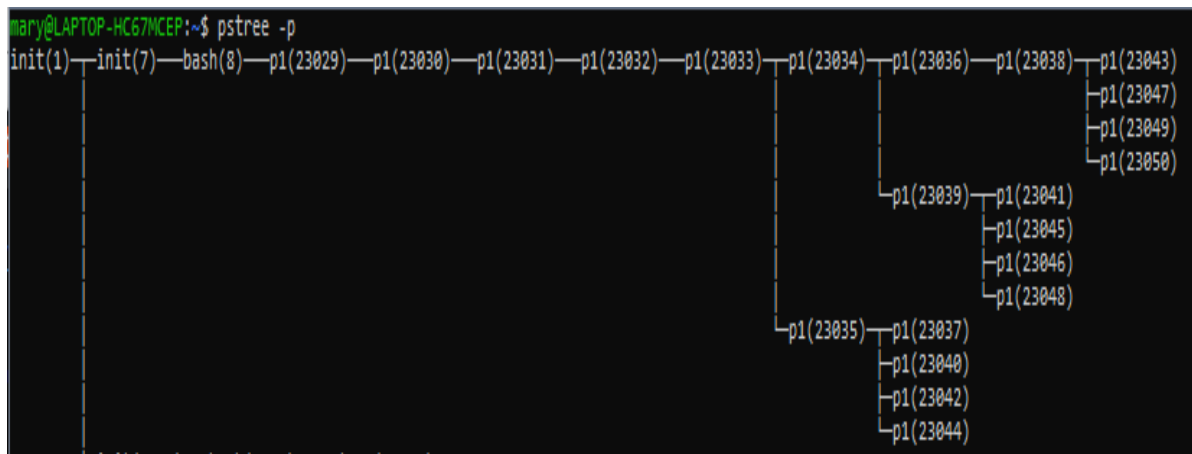 mary@LAPTOP-HC67MCEP:~$ pstree -p
init(1)─┬─init(7)───bash(8)───p1(23029)───p1(23030)───p1(23031)───p1(23032)───p1(23033)─┬─p1(23034)─┬─p1(23036)───p1(23038)─┬─p1(23043)
├─p1(23047)
├─p1(23049)
└─p1(23050)
└─p1(23039)─┬─p1(23041)
├─p1(23045)
├─p1(23046)
└─p1(23048)
└─p1(23035)─┬─p1(23037)
├─p1(23040)
├─p1(23042)
└─p1(23044)